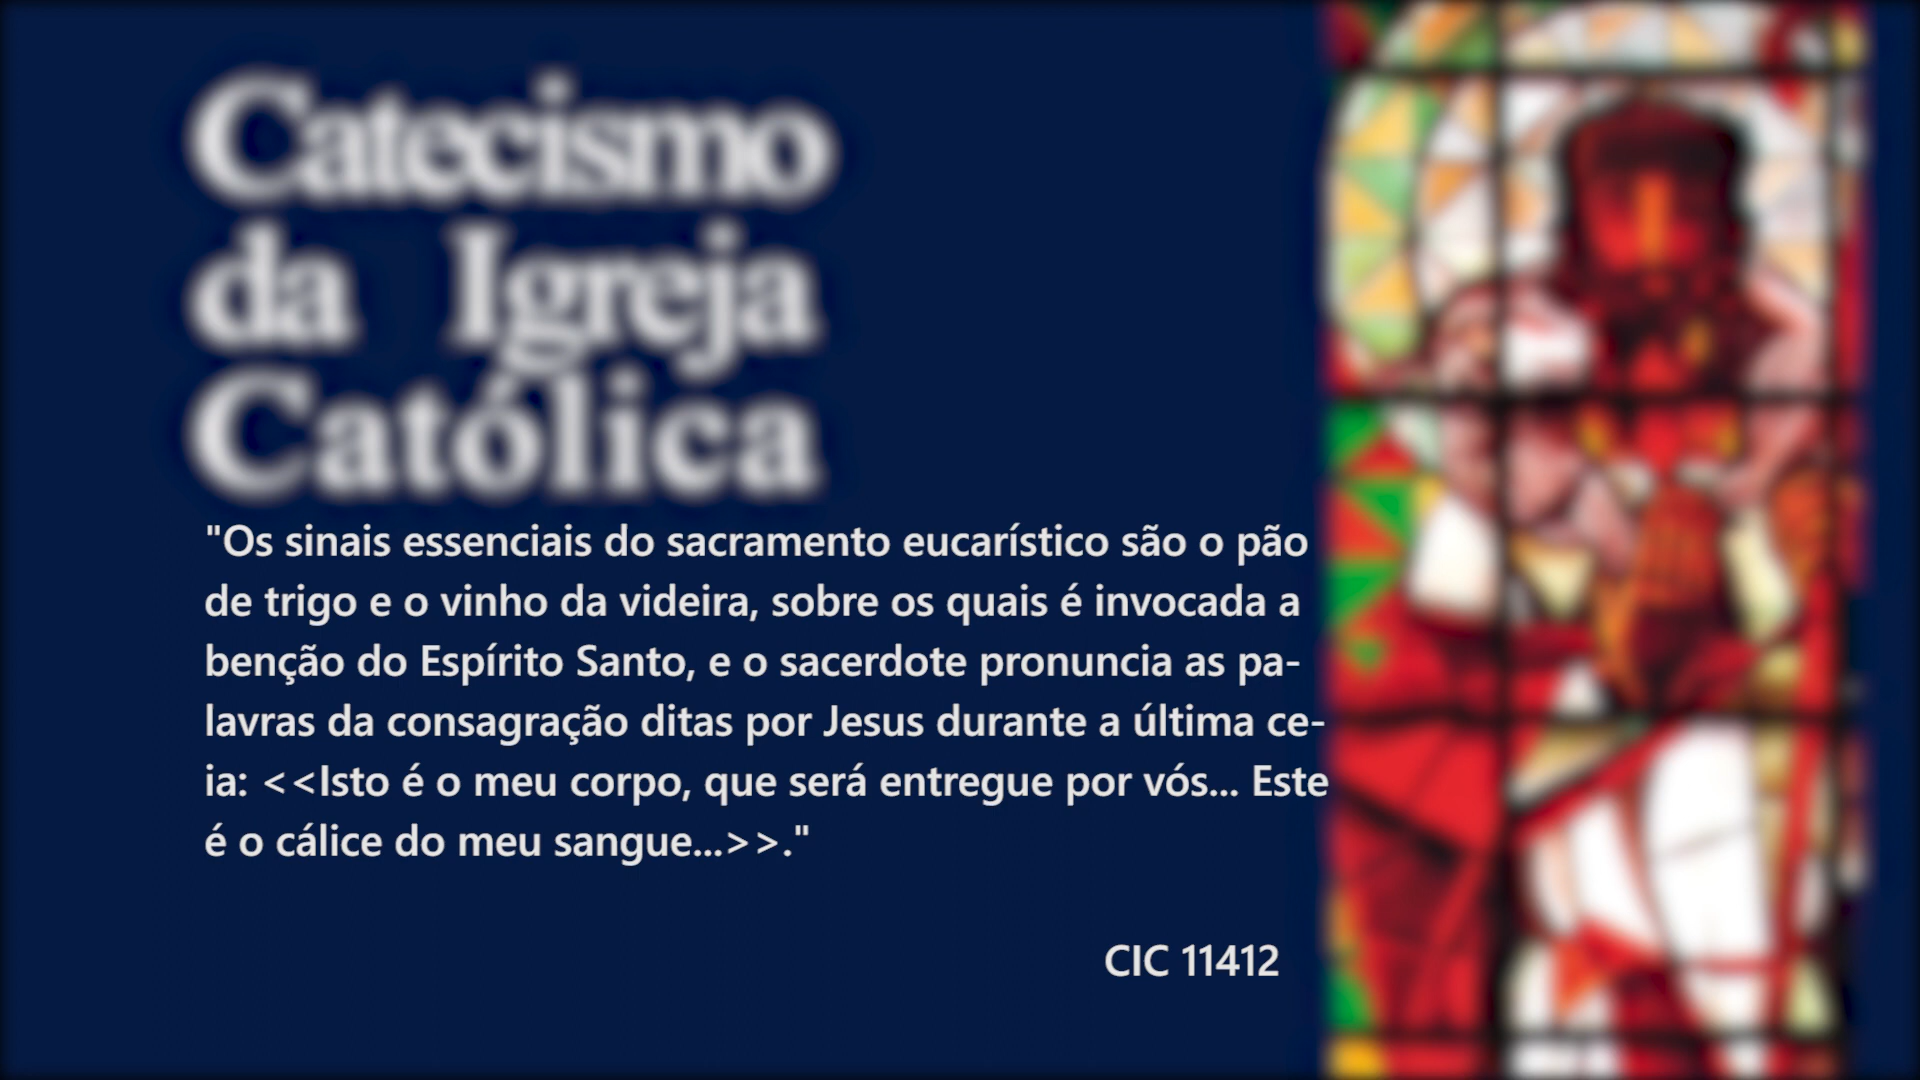 Catecismo
da Igreja
Católica
"Os sinais essenciais do sacramento eucarístico são o pão
de trigo e o vinho da videira, sobre os quais é invocada a
benção do Espírito Santo, e o sacerdote pronuncia as pa-
lavras da consagração ditas por Jesus durante a última ce-
ia: <<Isto é o meu corpo, que será entregue por vós... Este
é o cálice do meu sangue...>>."
CIC 11412